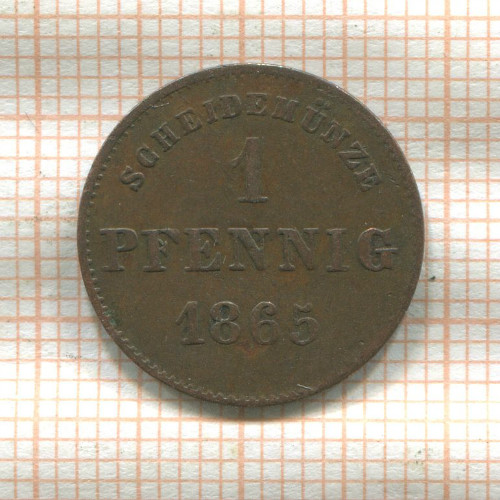 SCHEIDEMÜNZE
1
PFENNIG
1865